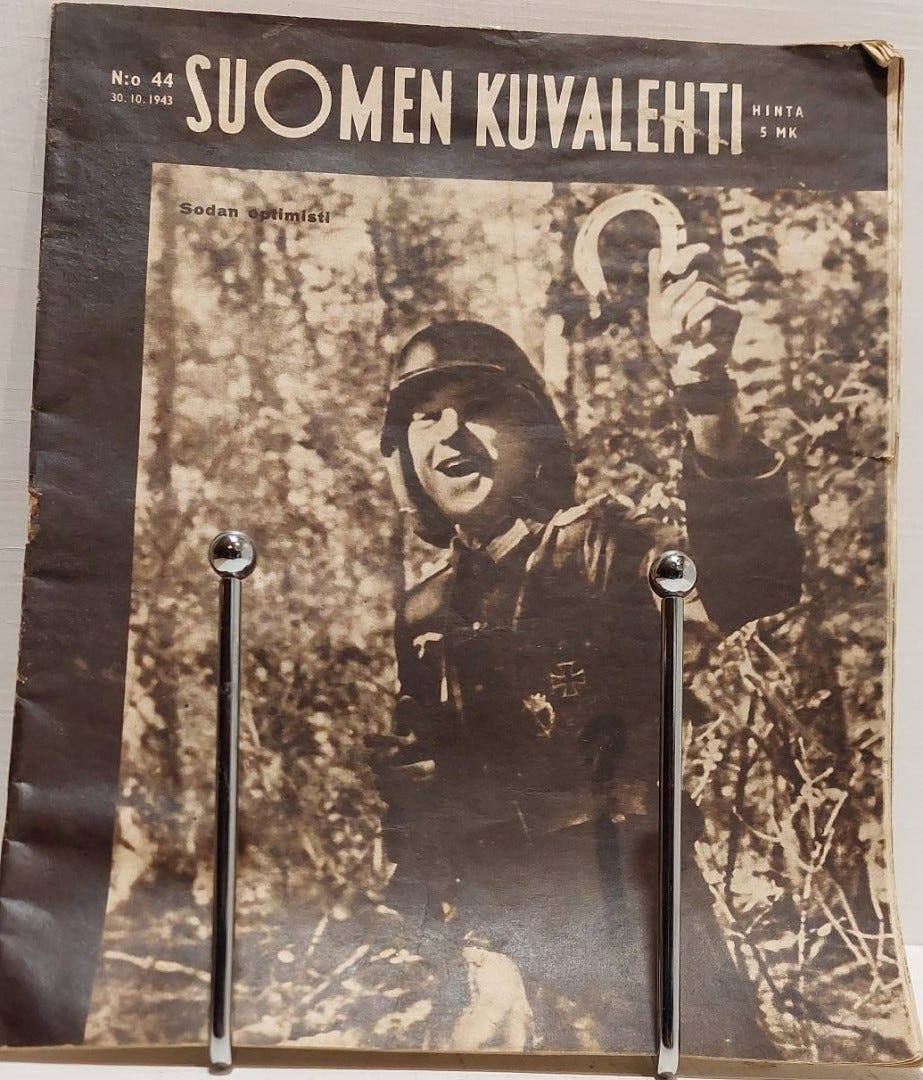 N:o 44
30.10.1943
SUOMEN KUVALEHTI
HINTA
5 MK
Sodan optimisti